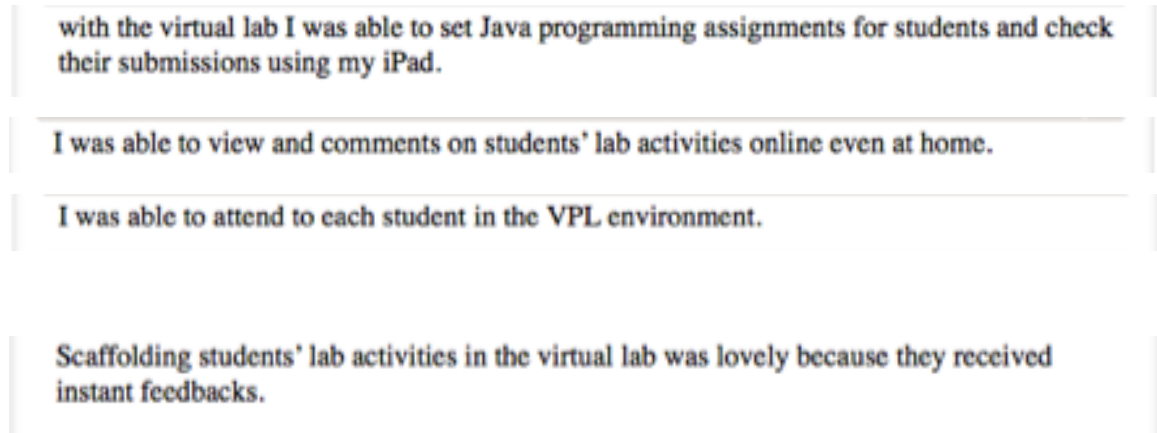 with the virtual lab I was able to set Java programming assignments for students and check
their submissions using my iPad.
I was able to view and comments on students' lab activities online even at home.
I was able to attend to each student in the VPL environment.
Scaffolding students' lab activities in the virtual lab was lovely because they received
instant feedbacks.